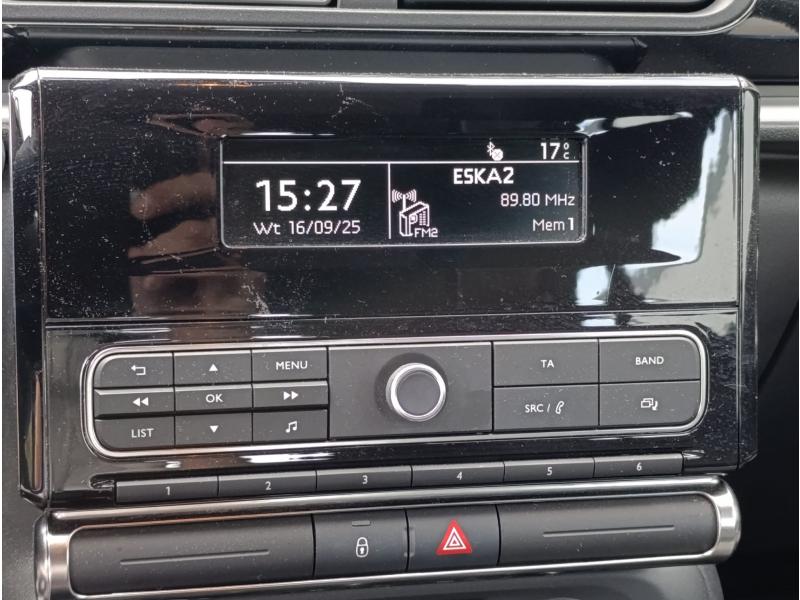 17°C
15:27
Wt 16/09/25
ESKA2
89.80 MHz
FM2
Mem 1
MENU
TA
BAND
OK
LIST
SRC /
1 2 3 4 5 6